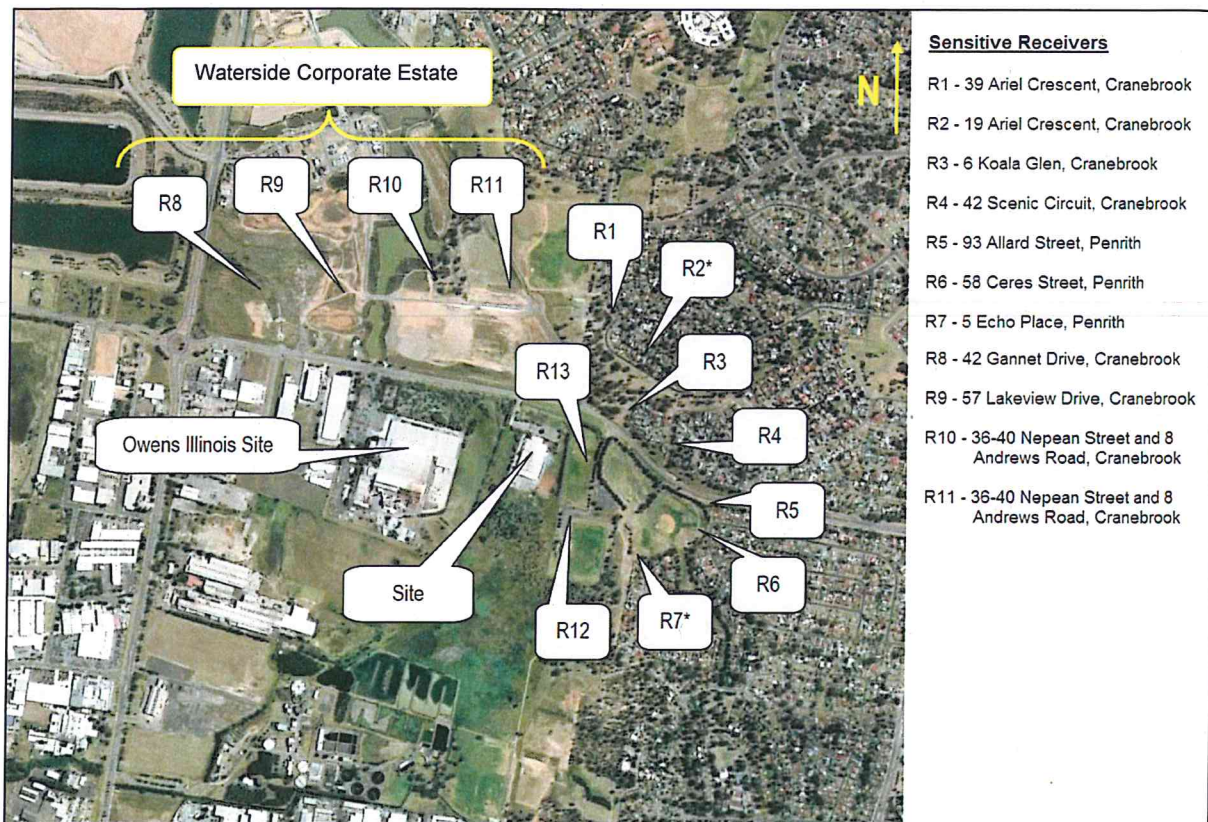 Waterside Corporate Estate
N
R8
R9
R10
R11
R1
R2*
R3
R13
R4
Owens Illinois Site
R5
Site
R6
R12
R7*
Sensitive Receivers
R1 - 39 Ariel Crescent, Cranebrook
R2 - 19 Ariel Crescent, Cranebrook
R3 - 6 Koala Glen, Cranebrook
R4 - 42 Scenic Circuit, Cranebrook
R5 - 93 Allard Street, Penrith
R6 - 58 Ceres Street, Penrith
R7 - 5 Echo Place, Penrith
R8 - 42 Gannet Drive, Cranebrook
R9 - 57 Lakeview Drive, Cranebrook
R10 - 36-40 Nepean Street and 8
Andrews Road, Cranebrook
R11 - 36-40 Nepean Street and 8
Andrews Road, Cranebrook